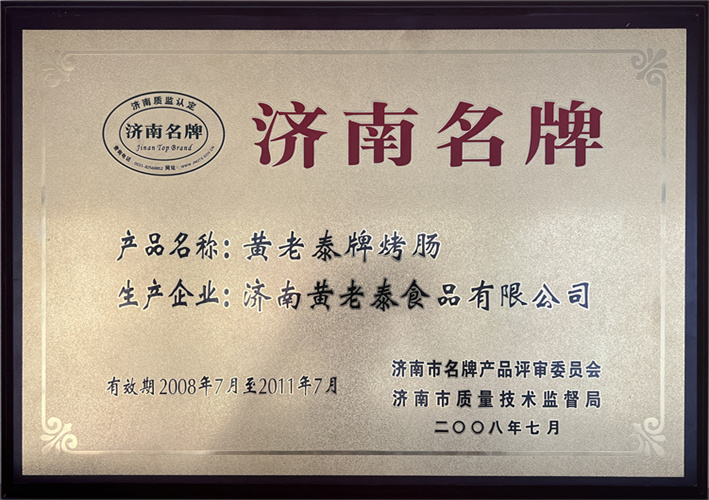 济南质监认定
济南名牌
Jinan Top Brand
济南名牌
产品名称：黄老泰牌烤肠
生产企业：济南黄老泰食品有限公司
有效期2008年7月至2011年7月
济南市名牌产品评审委员会
济南市质量技术监督局
二〇〇八年七月